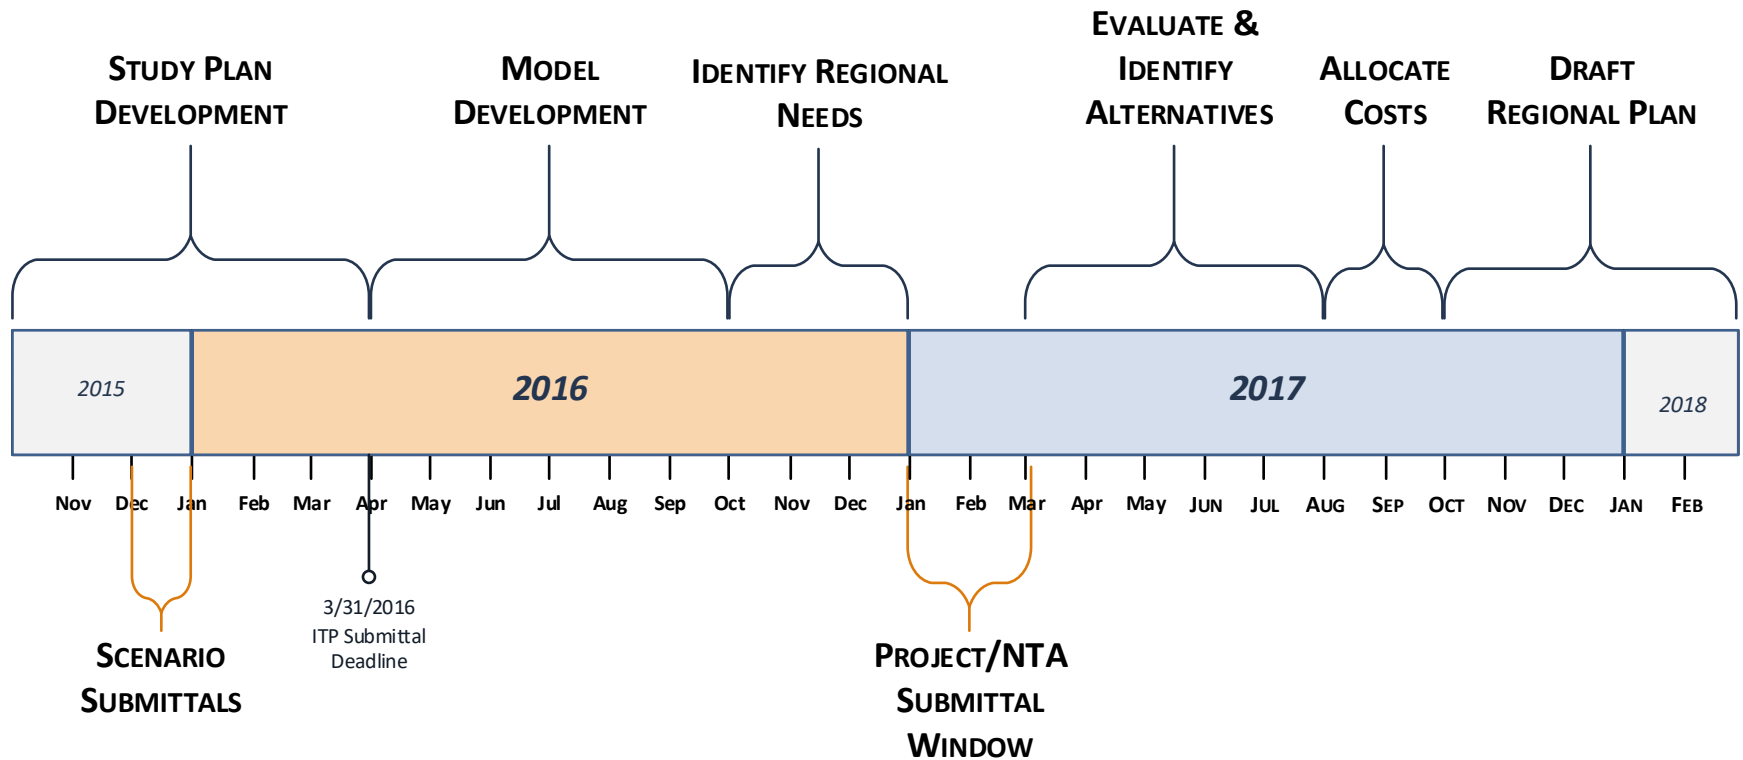 STUDY PLAN
DEVELOPMENT
MODEL
DEVELOPMENT
IDENTIFY REGIONAL
NEEDS
EVALUATE &
IDENTIFY
ALTERNATIVES
ALLOCATE
COSTS
DRAFT
REGIONAL PLAN
2015
2016
2017
2018
Nov Dec Jan Feb Mar Apr May Jun Jul Aug Sep Oct Nov Dec Jan Feb Mar Apr May JUN JUL AUG SEP OCT NOV DEC JAN FEB
3/31/2016
ITP Submittal
Deadline
SCENARIO
SUBMITTALS
PROJECT/NTA
SUBMITTAL
WINDOW